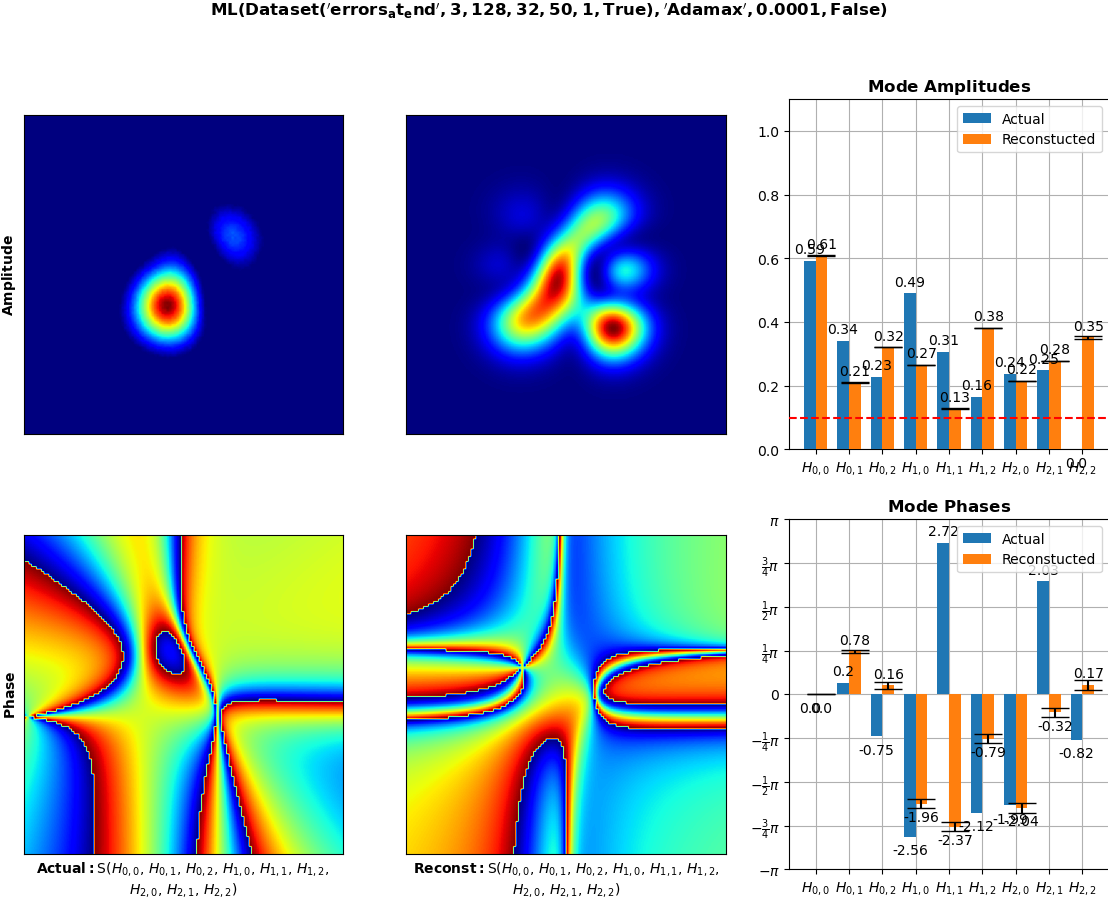 ML(Dataset('errors_at_end', 3, 128, 32, 50, 1, True), 'Adamax', 0.0001, False)
Amplitude
Mode Amplitudes
Actual
Reconstucted
1.0
0.8
0.6
0.4
0.2
0.0
0.59 0.61
0.34 0.21
0.23 0.32
0.49 0.27
0.31 0.13
0.16 0.38
0.24 0.22
0.25 0.28
0.0 0.35
H0,0 H0,1 H0,2 H1,0 H1,1 H1,2 H2,0 H2,1 H2,2
Phase
Actual: S(H0,0, H0,1, H0,2, H1,0, H1,1, H1,2,
H2,0, H2,1, H2,2)
Reconst: S(H0,0, H0,1, H0,2, H1,0, H1,1, H1,2,
H2,0, H2,1, H2,2)
Mode Phases
Actual
Reconstucted
π
3/4π
1/2π
1/4π
0
−1/4π
−1/2π
−3/4π
−π
0.0 0.0
0.2 0.78
-0.75 0.16
-2.56 -1.96
2.72 -2.37
-2.12 -0.79
-1.99 -2.04
2.03 -0.32
-0.82 0.17
H0,0 H0,1 H0,2 H1,0 H1,1 H1,2 H2,0 H2,1 H2,2